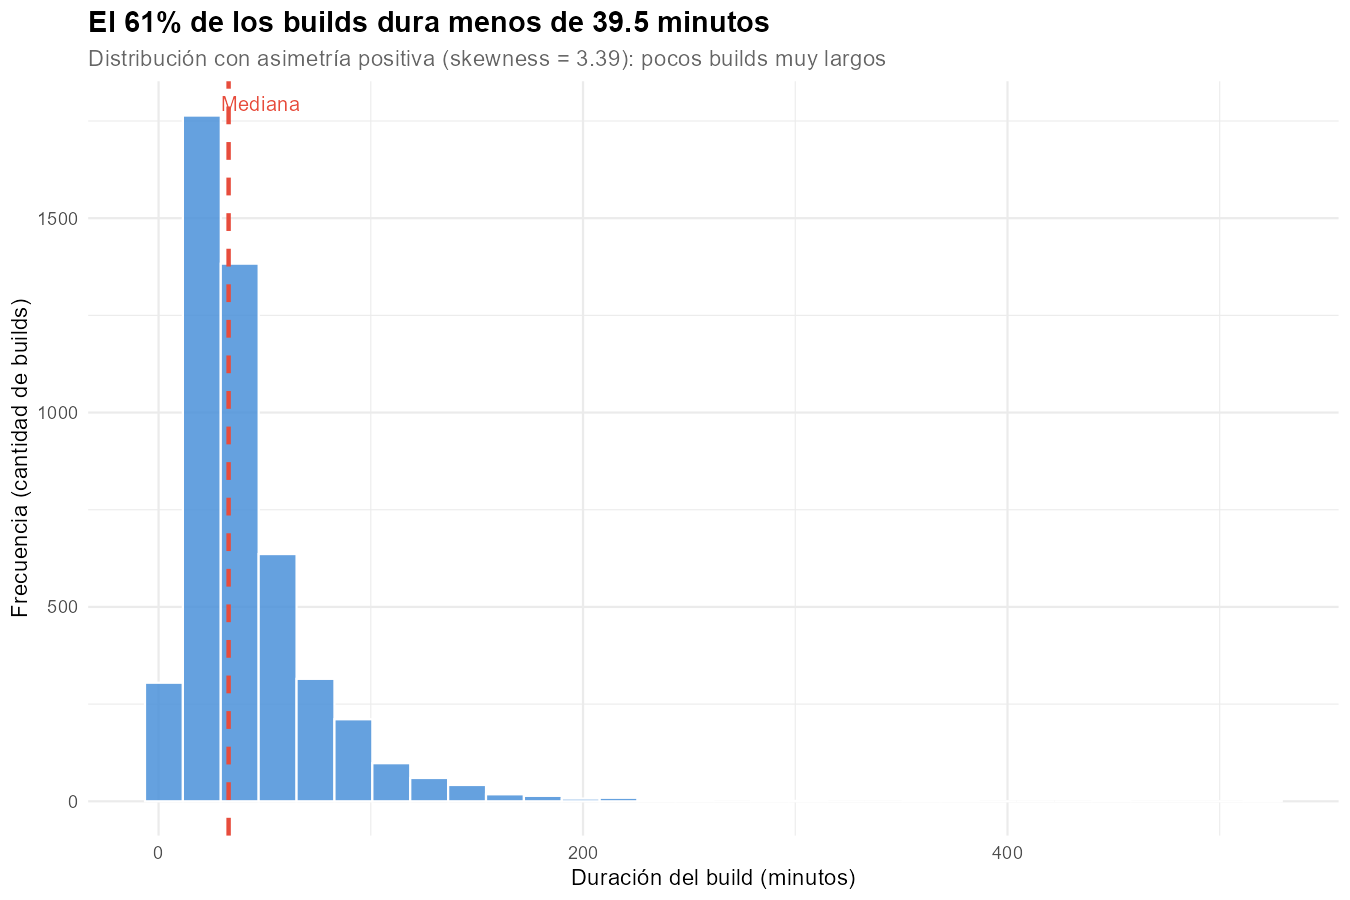 El 61% de los builds dura menos de 39.5 minutos
Distribución con asimetría positiva (skewness = 3.39): pocos builds muy largos
Mediana
Frecuencia (cantidad de builds)
1500
1000
500
0
0 200 400
Duración del build (minutos)